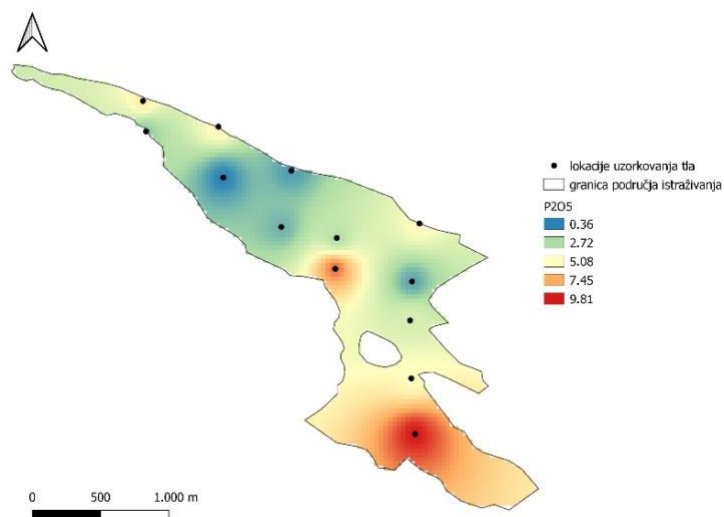 lokacije uzorkovanja tla
granica područja istraživanja
P2O5
0.36
2.72
5.08
7.45
9.81
0 500 1.000 m